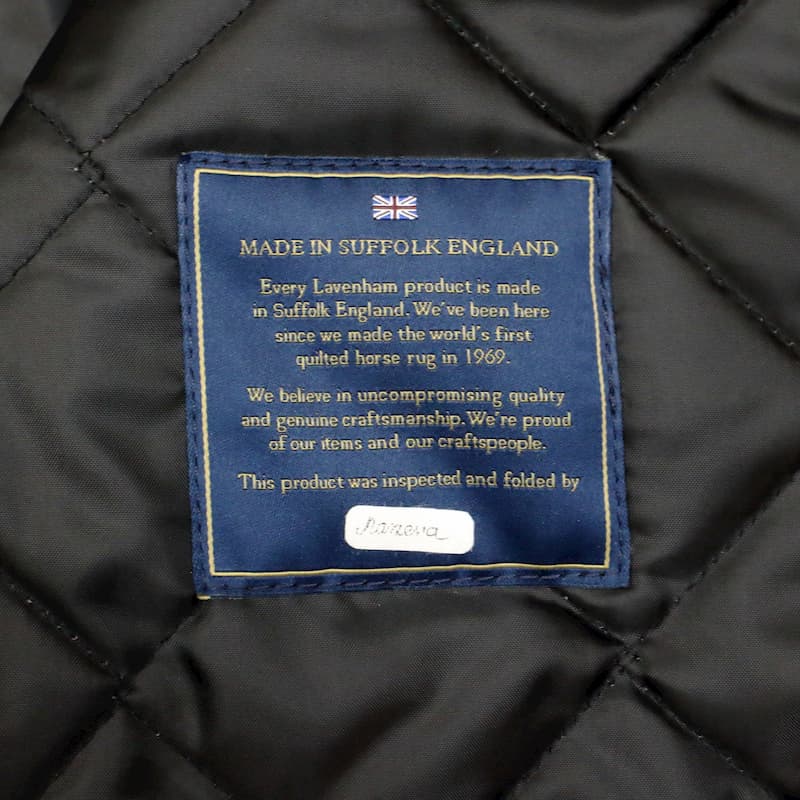 MADE IN SUFFOLK ENGLAND
Every Lavenham product is made
in Suffolk England. We've been here
since we made the world's first
quilted horse rug in 1969.
We believe in uncompromising quality
and genuine craftsmanship. We're proud
of our items and our craftspeople.
This product was inspected and folded by